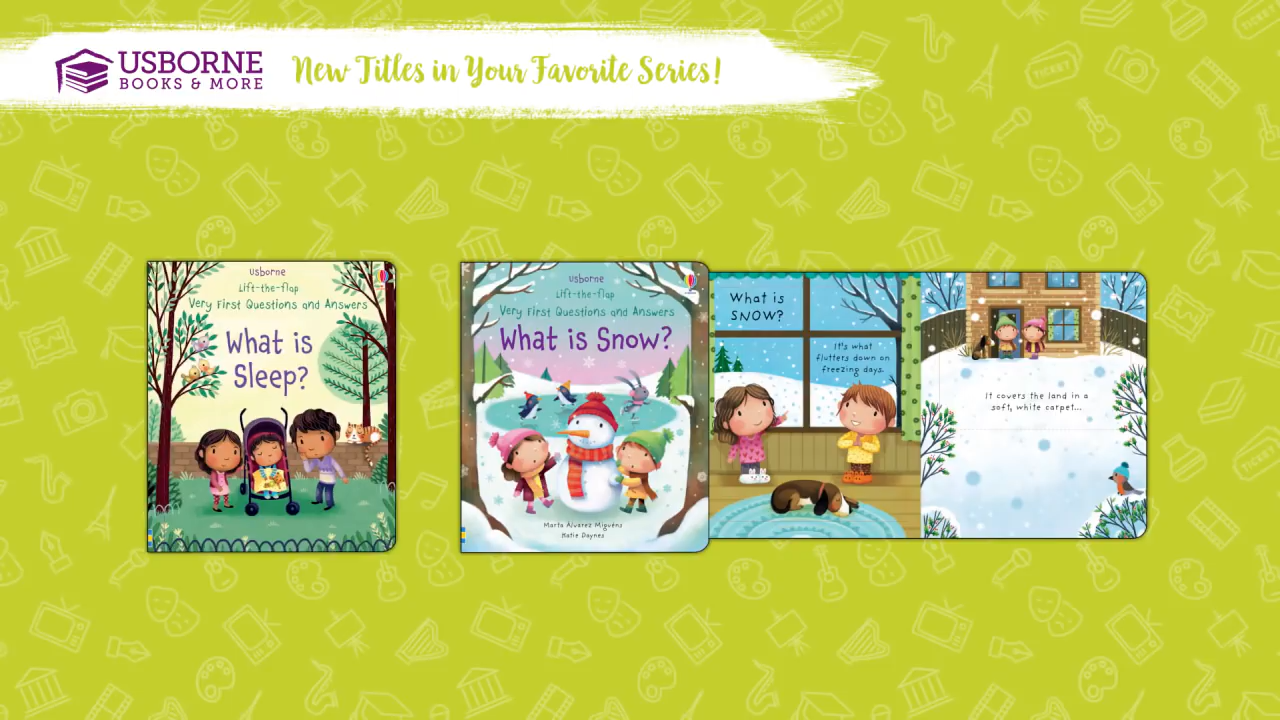 USBORNE
BOOKS & MORE
New Titles in Your Favorite Series!
Usborne
Lift-the-flap
Very First Questions and Answers
What is
Sleep?
Usborne
Lift-the-flap
Very First Questions and Answers
What is Snow?
Marta Álvarez Miguéns
Katie Daynes
What is
SNOW?
It's what
flutters down on
freezing days.
It covers the land in a
soft, white carpet...
TICKET